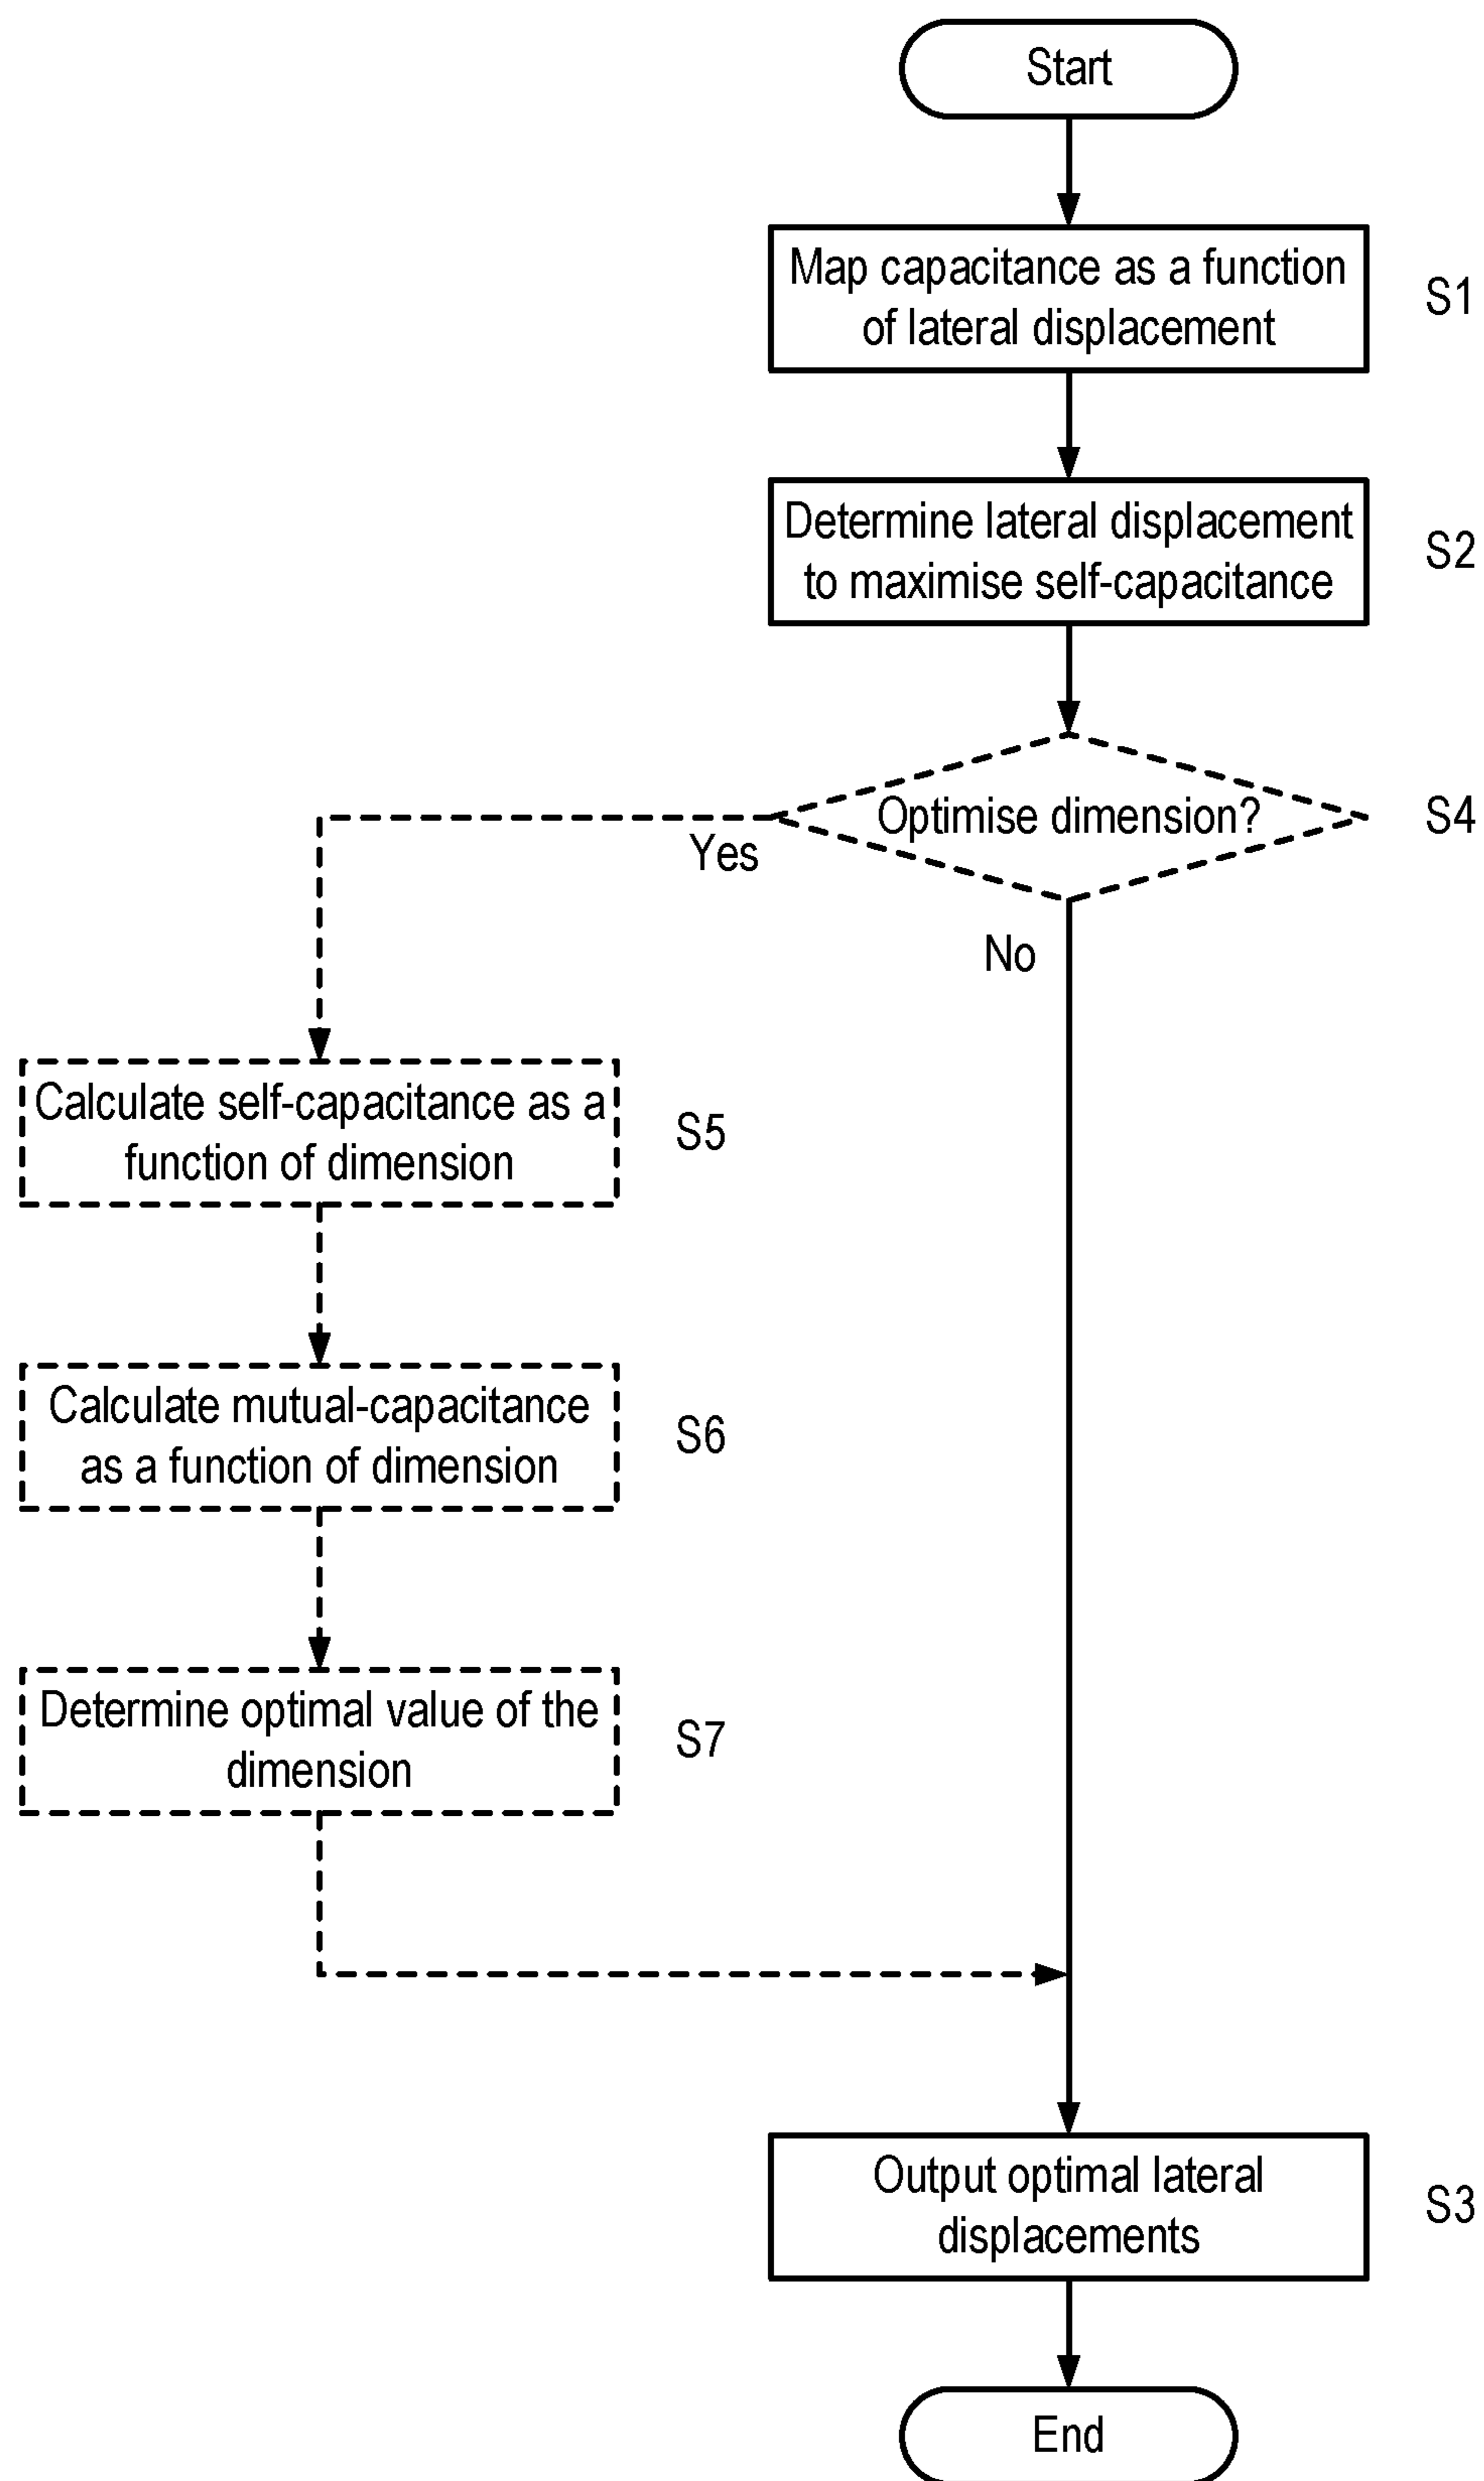 Start
Map capacitance as a function
of lateral displacement
S1
Determine lateral displacement
to maximise self-capacitance
S2
Optimise dimension?
S4
Yes
No
Calculate self-capacitance as a
function of dimension
S5
Calculate mutual-capacitance
as a function of dimension
S6
Determine optimal value of the
dimension
S7
Output optimal lateral
displacements
S3
End